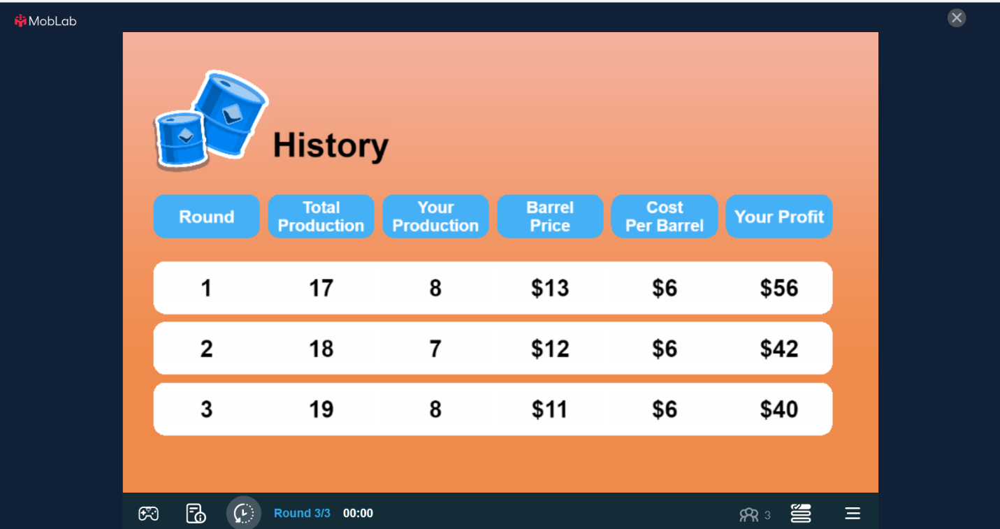 MobLab
History
Round
Total
Production
Your
Production
Barrel
Price
Cost
Per Barrel
Your Profit
1 17 8 $13 $6 $56
2 18 7 $12 $6 $42
3 19 8 $11 $6 $40
Round 3/3 00:00 3